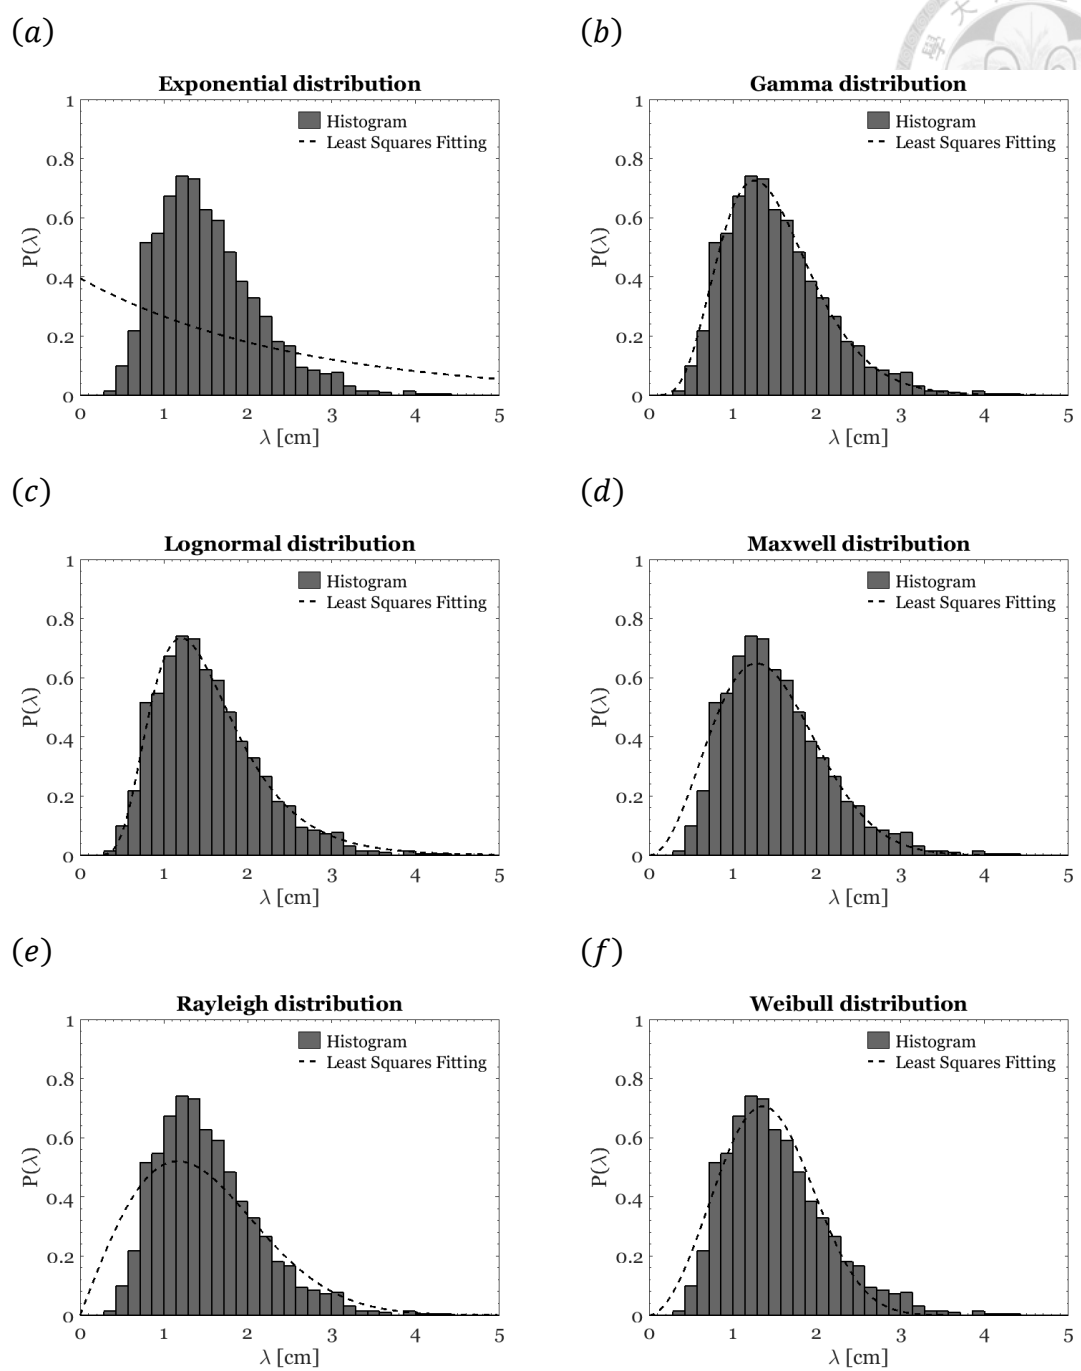 (a)
(b)
學 大
Exponential distribution
1
0.8
0.6
0.4
0.2
0
P(λ)
Histogram
Least Squares Fitting
0 1 2 3 4 5
λ [cm]
Gamma distribution
1
0.8
0.6
0.4
0.2
0
P(λ)
Histogram
Least Squares Fitting
0 1 2 3 4 5
λ [cm]
(c)
(d)
Lognormal distribution
1
0.8
0.6
0.4
0.2
0
P(λ)
Histogram
Least Squares Fitting
0 1 2 3 4 5
λ [cm]
Maxwell distribution
1
0.8
0.6
0.4
0.2
0
P(λ)
Histogram
Least Squares Fitting
0 1 2 3 4 5
λ [cm]
(e)
(f)
Rayleigh distribution
1
0.8
0.6
0.4
0.2
0
P(λ)
Histogram
Least Squares Fitting
0 1 2 3 4 5
λ [cm]
Weibull distribution
1
0.8
0.6
0.4
0.2
0
P(λ)
Histogram
Least Squares Fitting
0 1 2 3 4 5
λ [cm]